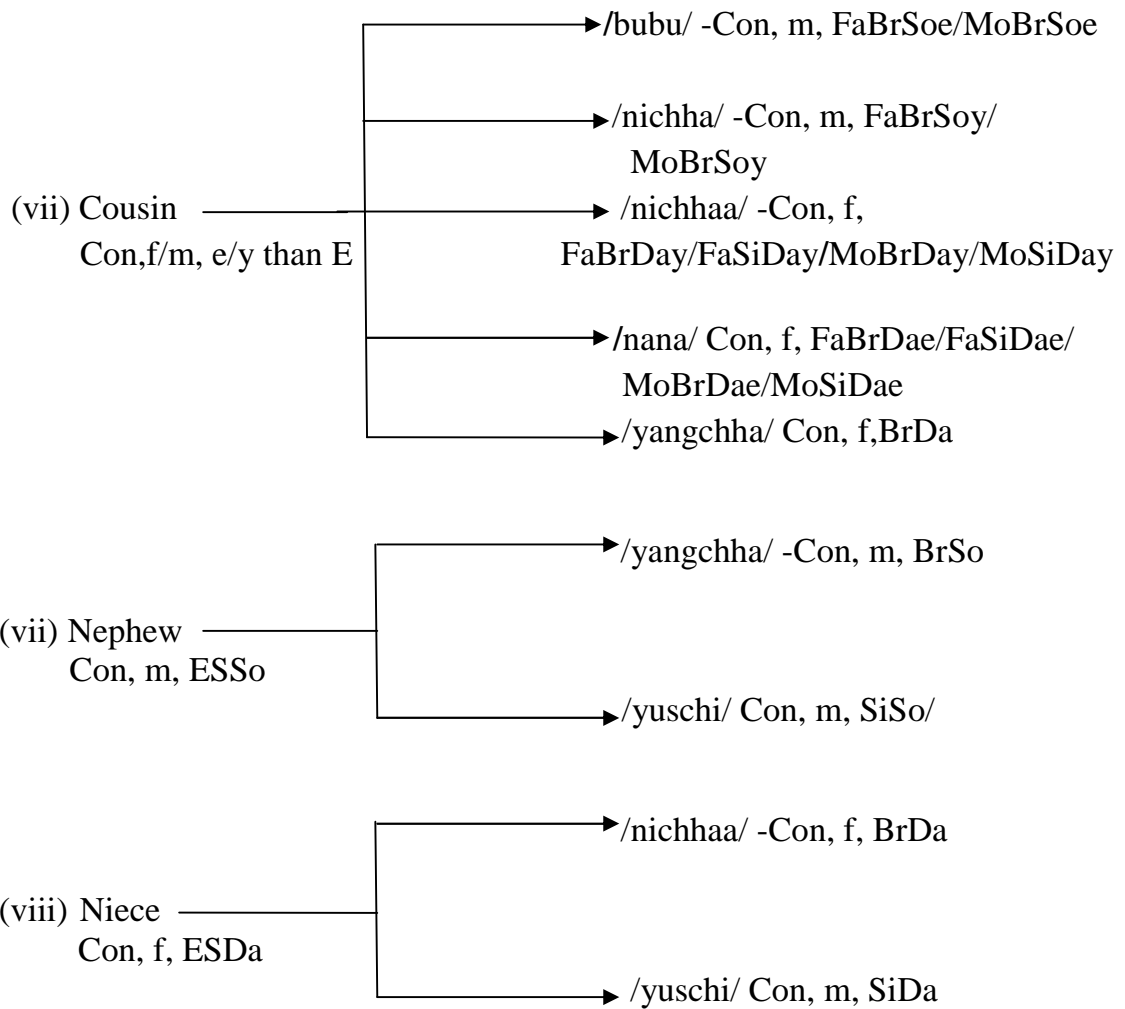 /bubu/ -Con, m, FaBrSoe/MoBrSoe
/nichha/ -Con, m, FaBrSoy/
MoBrSoy
(vii) Cousin
Con,f/m, e/y than E
/nichhaa/ -Con, f,
FaBrDay/FaSiDay/MoBrDay/MoSiDay
/nana/ Con, f, FaBrDae/FaSiDae/
MoBrDae/MoSiDae
/yangchha/ Con, f,BrDa
(vii) Nephew
Con, m, ESSo
/yangchha/ -Con, m, BrSo
/yuschi/ Con, m, SiSo/
(viii) Niece
Con, f, ESDa
/nichhaa/ -Con, f, BrDa
/yuschi/ Con, m, SiDa